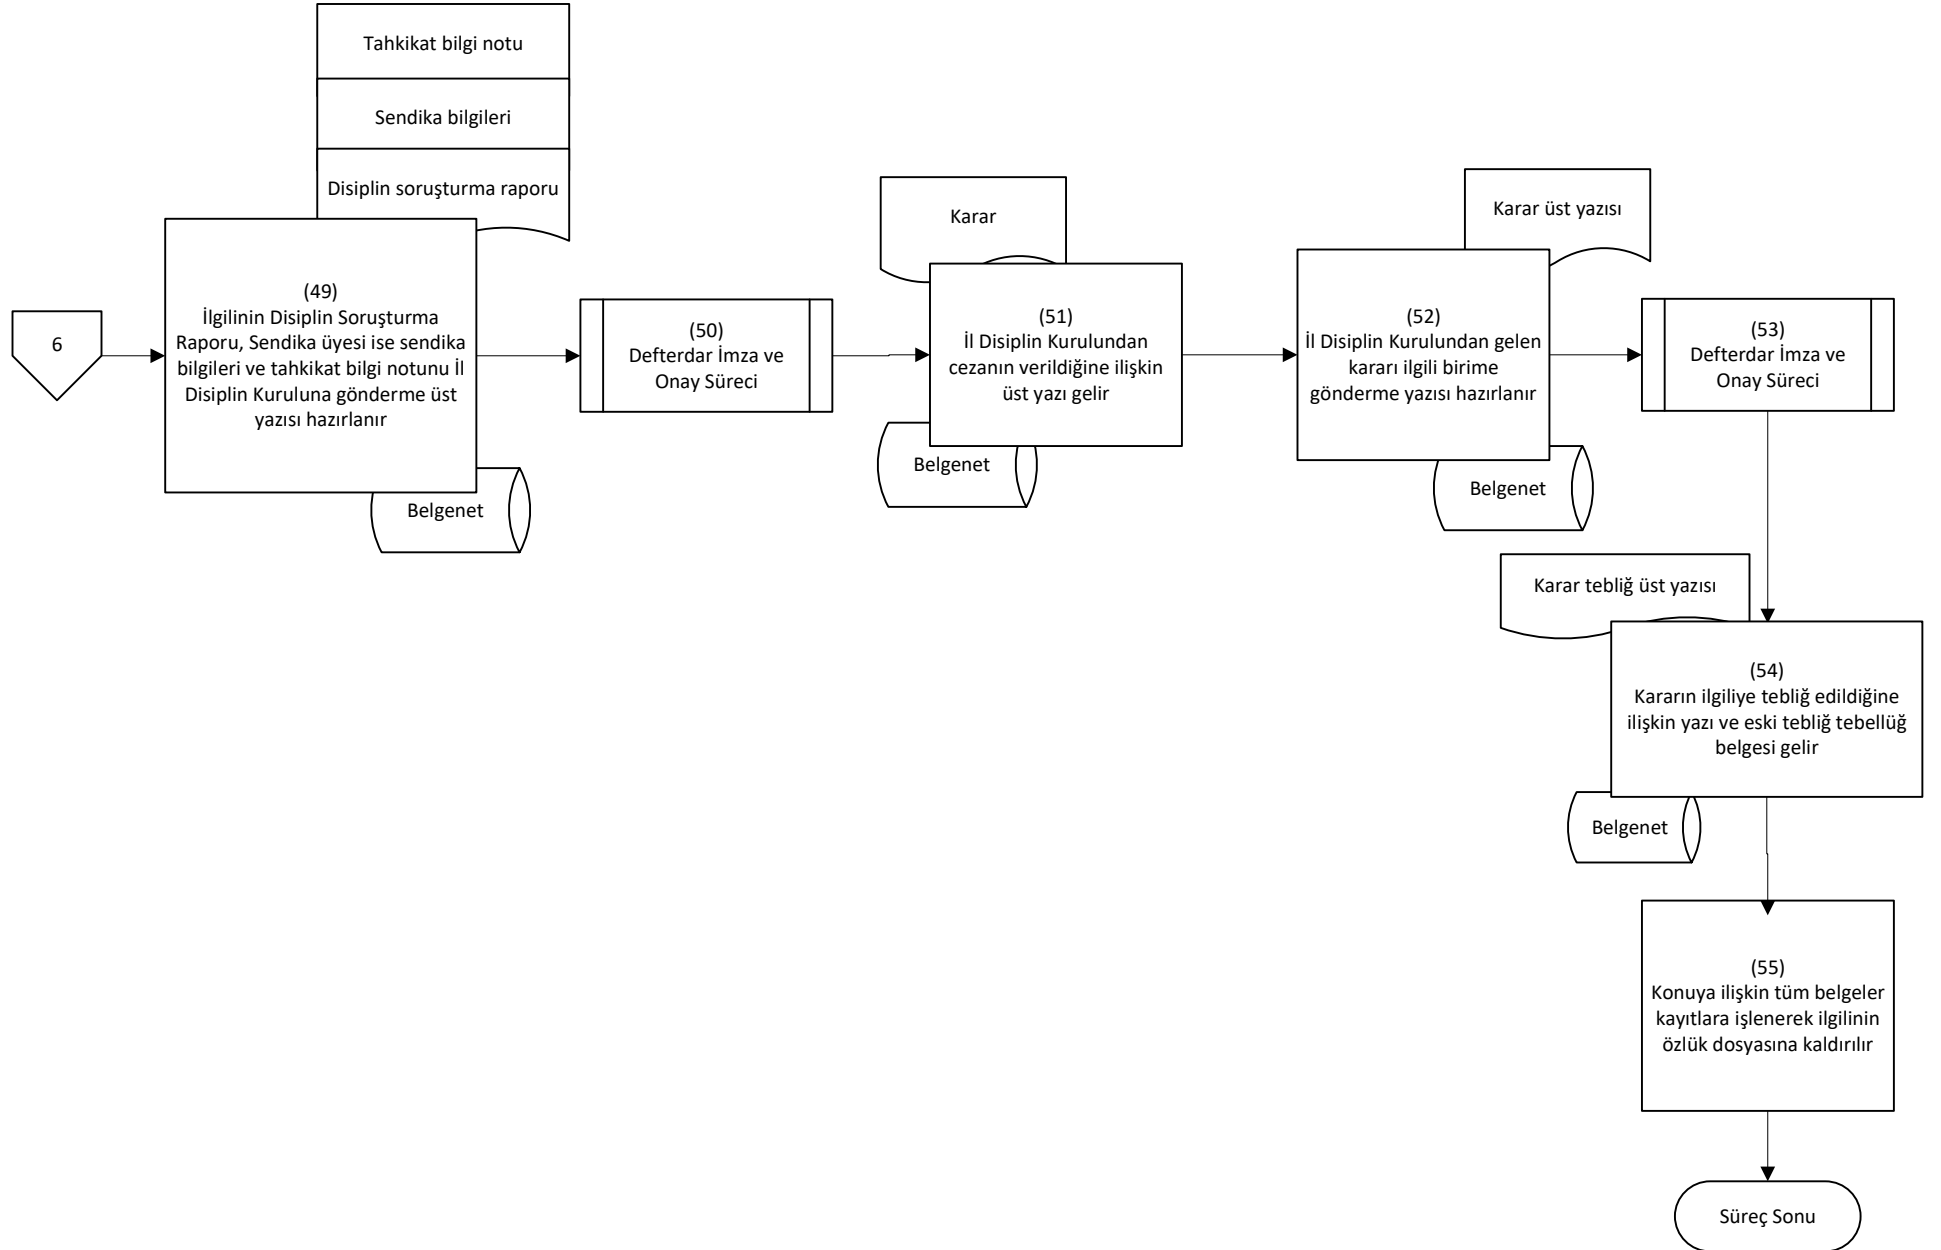 Tahkikat bilgi notu
Sendika bilgileri
Disiplin soruşturma raporu
6
(49)
İlgilinin Disiplin Soruşturma
Raporu, Sendika üyesi ise sendika
bilgileri ve tahkikat bilgi notunu İl
Disiplin Kuruluna gönderme üst
yazısı hazırlanır
Belgenet
(50)
Defterdar İmza ve
Onay Süreci
Karar
(51)
İl Disiplin Kurulundan
cezanın verildiğine ilişkin
üst yazı gelir
Belgenet
Karar üst yazısı
(52)
İl Disiplin Kurulundan gelen
kararı ilgili birime
gönderme yazısı hazırlanır
Belgenet
(53)
Defterdar İmza ve
Onay Süreci
Karar tebliğ üst yazısı
(54)
Kararın ilgiliye tebliğ edildiğine
ilişkin yazı ve eski tebliğ tebellüğ
belgesi gelir
Belgenet
(55)
Konuya ilişkin tüm belgeler
kayıtlara işlenerek ilgilinin
özlük dosyasına kaldırılır
Süreç Sonu